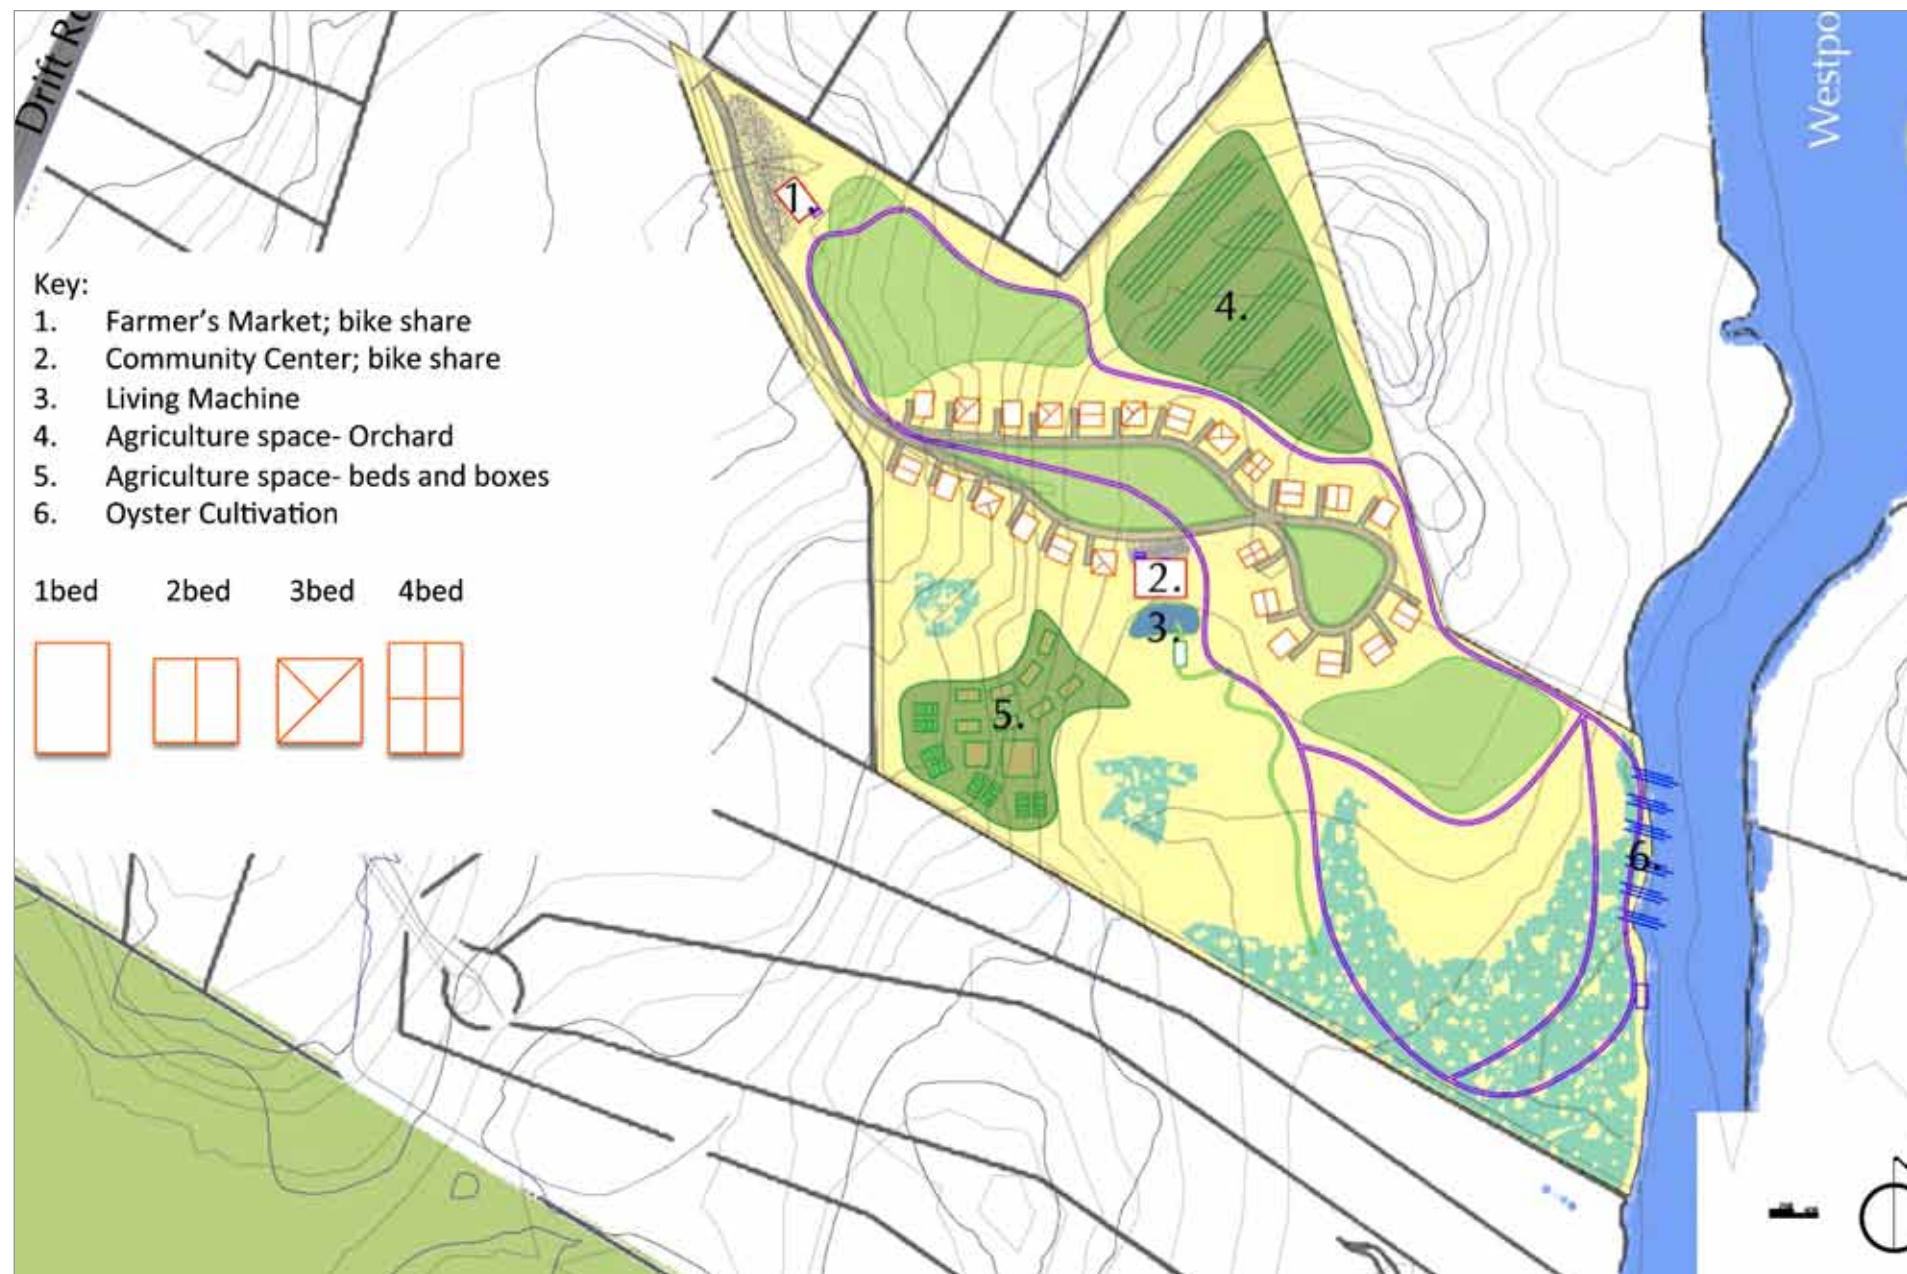 Drift
Westpo
Key:
1. Farmer's Market; bike share
2. Community Center; bike share
3. Living Machine
4. Agriculture space- Orchard
5. Agriculture space- beds and boxes
6. Oyster Cultivation
1bed 2bed 3bed 4bed
1.
4.
2.
3.
5.
6.